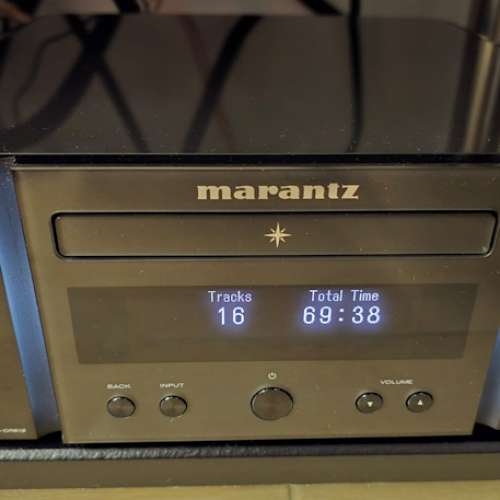 marantz
Tracks Total Time
16 69:38
BACK INPUT VOLUME